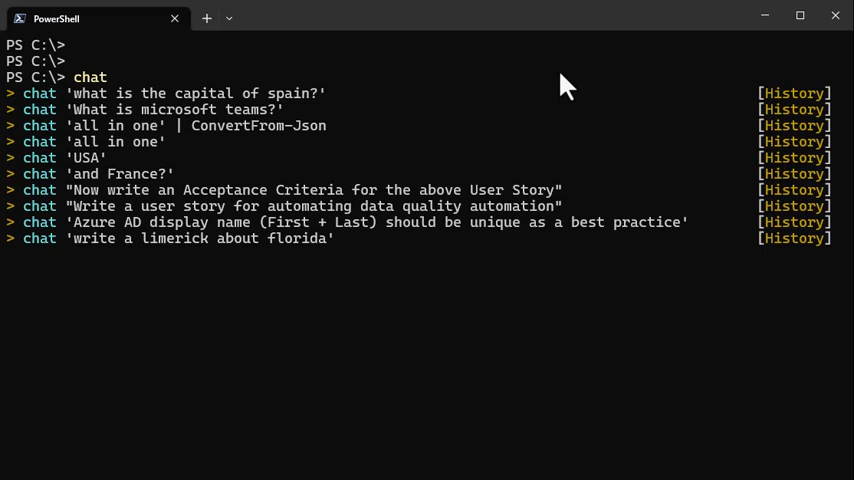 PowerShell
PS C:\>
PS C:\>
PS C:\> chat
> chat 'what is the capital of spain?' [History]
> chat 'What is microsoft teams?' [History]
> chat 'all in one' | ConvertFrom-Json [History]
> chat 'all in one' [History]
> chat 'USA' [History]
> chat 'and France?' [History]
> chat "Now write an Acceptance Criteria for the above User Story" [History]
> chat "Write a user story for automating data quality automation" [History]
> chat 'Azure AD display name (First + Last) should be unique as a best practice' [History]
> chat 'write a limerick about florida' [History]